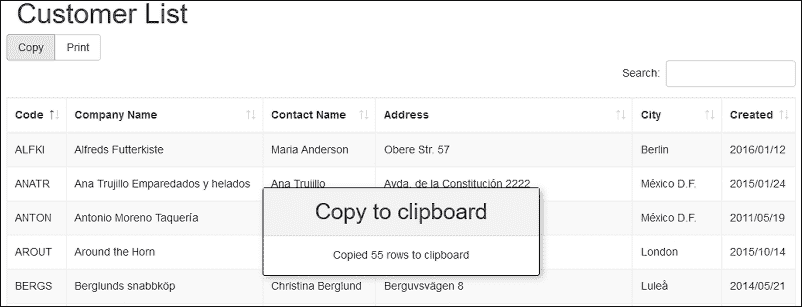 Customer List
Copy Print
Search:
Code Company Name Contact Name Address City Created
ALFKI Alfreds Futterkiste Maria Anderson Obere Str. 57 Berlin 2016/01/12
ANATR Ana Trujillo Emparedados y helados Ana Trujillo Avda. de la Constitución 2222 México D.F. 2015/01/24
Copy to clipboard
ANTON Antonio Moreno Taquería México D.F. 2011/05/19
Copied 55 rows to clipboard
AROUT Around the Horn London 2015/10/14
BERGS Berglunds snabbköp Christina Berglund Berguvsvägen 8 Luleå 2014/05/21